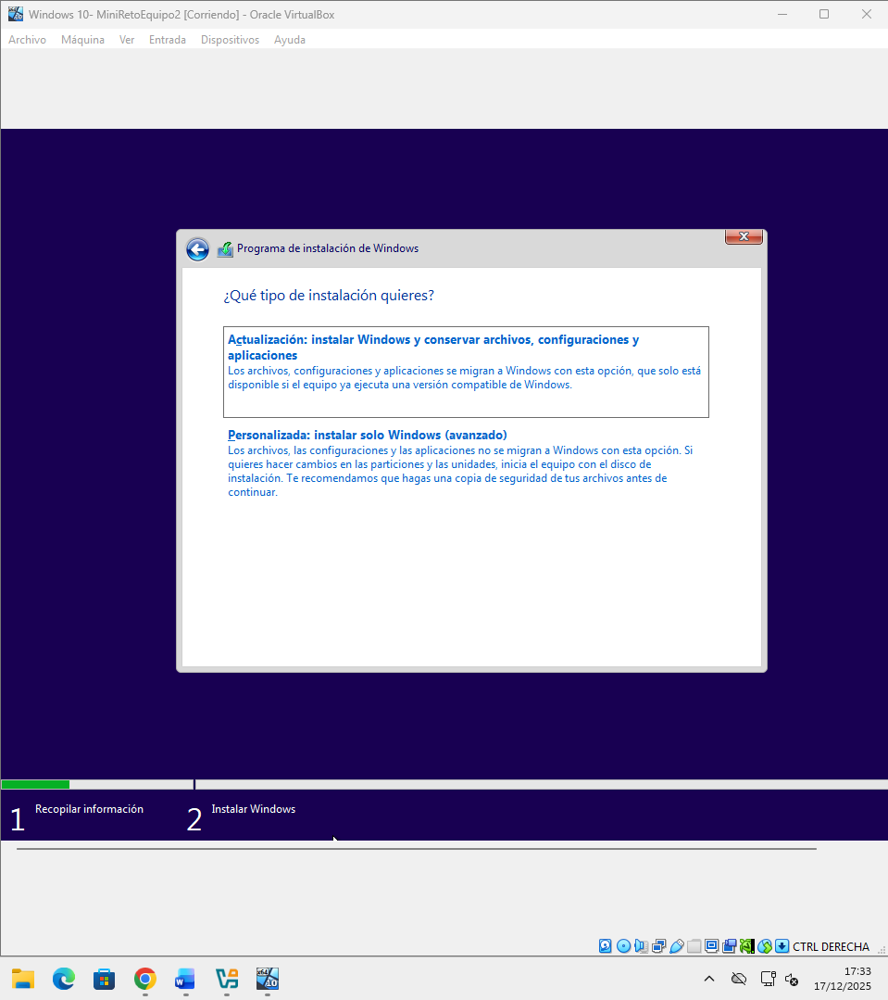 Windows 10- MiniRetoEquipo2 [Corriendo] - Oracle VirtualBox
Archivo Máquina Ver Entrada Dispositivos Ayuda
Programa de instalación de Windows
¿Qué tipo de instalación quieres?
Actualización: instalar Windows y conservar archivos, configuraciones y
aplicaciones
Los archivos, configuraciones y aplicaciones se migran a Windows con esta opción, que solo está
disponible si el equipo ya ejecuta una versión compatible de Windows.
Personalizada: instalar solo Windows (avanzado)
Los archivos, las configuraciones y las aplicaciones no se migran a Windows con esta opción. Si
quieres hacer cambios en las particiones y las unidades, inicia el equipo con el disco de
instalación. Te recomendamos que hagas una copia de seguridad de tus archivos antes de
continuar.
1 Recopilar información 2 Instalar Windows
CTRL DERECHA
17:33
17/12/2025